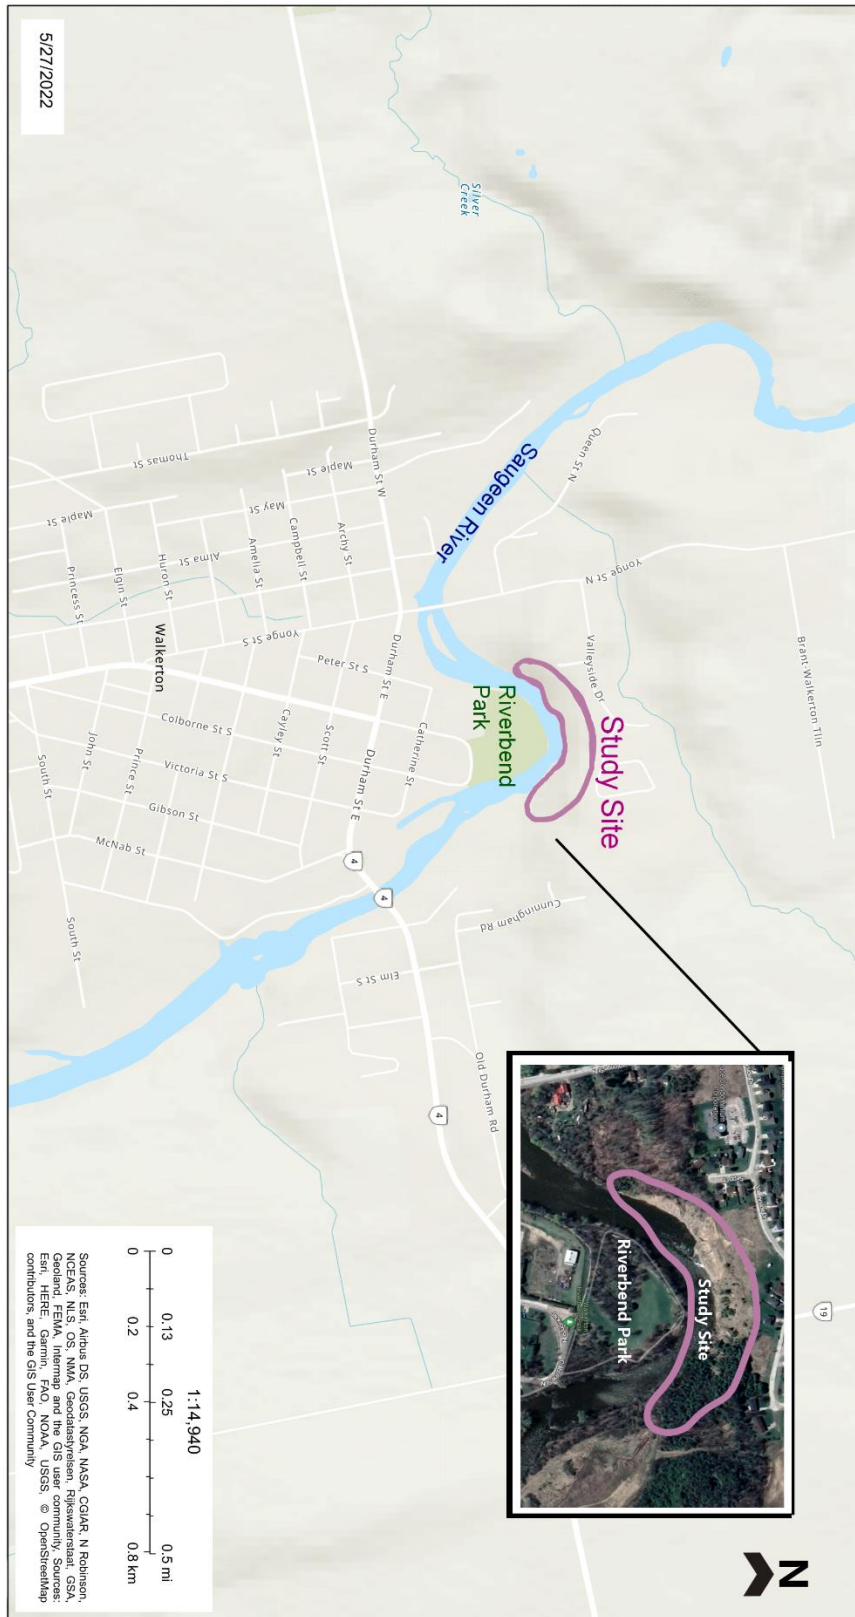 Study Site
Riverbend
Park
Saugeen River
Silver
Creek
Brant-Walkerton Tlin
Yonge St N
Queen St N
Valleyside Dr
Cunningham Rd
Old Durham Rd
Elm St S
Durham St W
Durham St E
Durham St E
Catherine St
Peter St S
Scott St
Cayley St
Colborne St S
Victoria St S
Gibson St
McNab St
Prince St
John St
South St
South St
Walkerton
Yonge St S
Archy St
Campbell St
Amelia St
Huron St
Elgin St
Princess St
Alma St
May St
Maple St
Maple St
Thomas St
4
4
4
19
Study Site
Riverbend Park
N
5/27/2022
1:14,940
0 0.13 0.25 0.5 mi
0 0.2 0.4 0.8 km
Sources: Esri, Airbus DS, USGS, NGA, NASA, CGIAR, N Robinson,
NCEAS, NLS, OS, NMA, Geodatastyrelsen, Rijkswaterstaat, GSA,
Geoland, FEMA, Intermap and the GIS user community, Sources:
Esri, HERE, Garmin, FAO, NOAA, USGS, © OpenStreetMap
contributors, and the GIS User Community